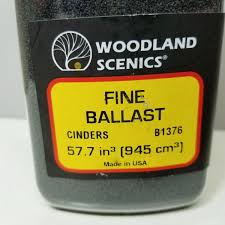 WOODLAND
SCENICS®
FINE
BALLAST
CINDERS B1376
57.7 in³ (945 cm³)
Made in USA